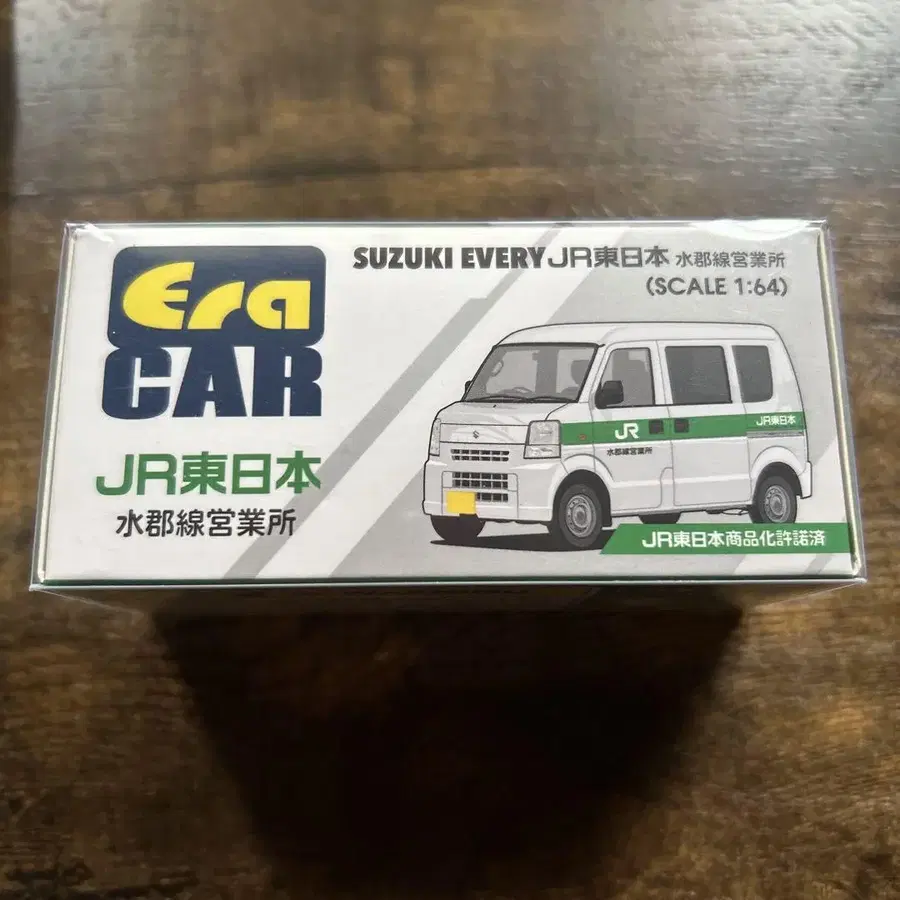 Era
CAR
JR東日本
水郡線営業所
SUZUKI EVERY JR東日本 水郡線営業所
(SCALE 1:64)
JR
水郡線営業所
JR東日本
JR東日本商品化許諾済